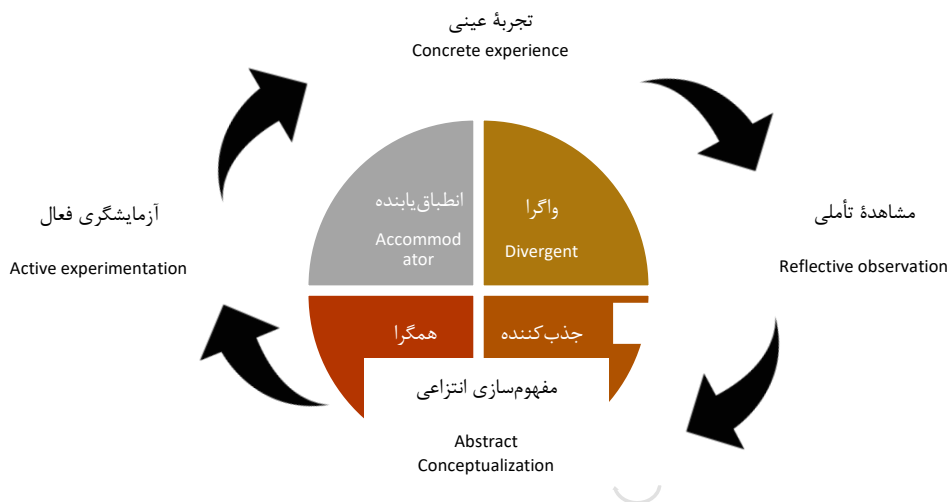 تجربهٔ عینی
Concrete experience
انطباق‌یابنده
Accommod
ator
واگرا
Divergent
آزمایشگری فعال
Active experimentation
مشاهدهٔ تأملی
Reflective observation
همگرا
جذب‌کننده
مفهوم‌سازی انتزاعی
Abstract
Conceptualization